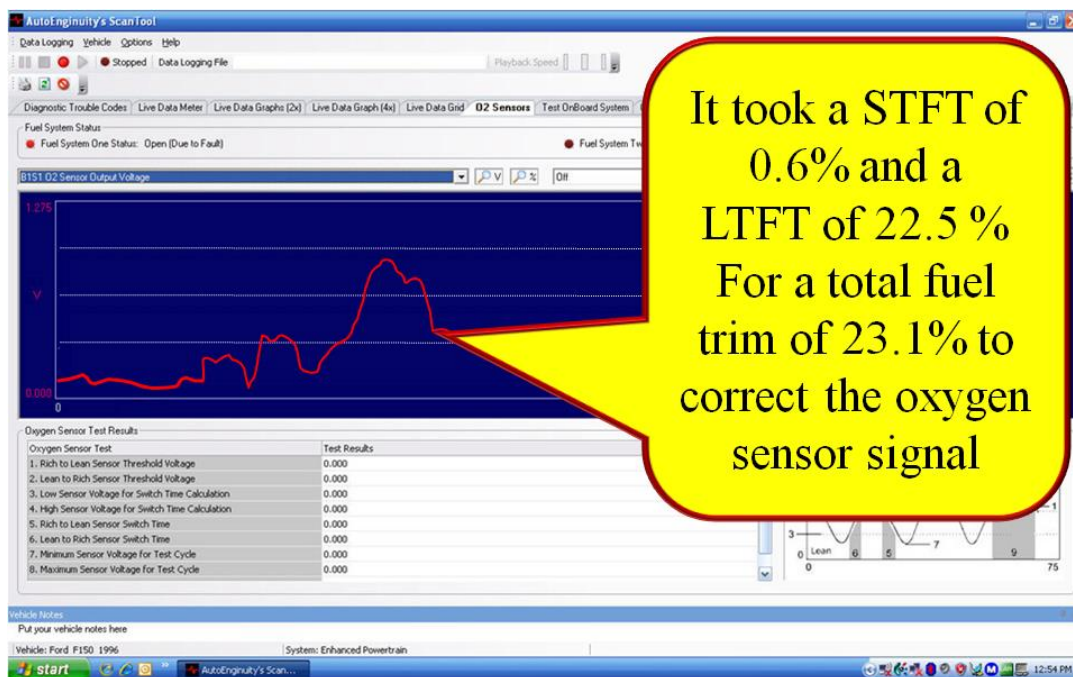 AutoEnginuity's ScanTool
Data Logging Vehicle Options Help
Stopped Data Logging File Playback Speed
Diagnostic Trouble Codes Live Data Meter Live Data Graphs (2x) Live Data Graph (4x) Live Data Grid O2 Sensors Test OnBoard System
Fuel System Status
Fuel System One Status: Open (Due to Fault) Fuel System Tw
B1S1 O2 Sensor Output Voltage V % Off
1.275
V
0.000
0
It took a STFT of
0.6% and a
LTFT of 22.5 %
For a total fuel
trim of 23.1% to
correct the oxygen
sensor signal
Oxygen Sensor Test Results
Oxygen Sensor Test Test Results
1. Rich to Lean Sensor Threshold Voltage 0.000
2. Lean to Rich Sensor Threshold Voltage 0.000
3. Low Sensor Voltage for Switch Time Calculation 0.000
4. High Sensor Voltage for Switch Time Calculation 0.000
5. Rich to Lean Sensor Switch Time 0.000
6. Lean to Rich Sensor Switch Time 0.000
7. Minimum Sensor Voltage for Test Cycle 0.000
8. Maximum Sensor Voltage for Test Cycle 0.000
1
3
0 Lean 6 5 7 9
0 75
Vehicle Notes
Put your vehicle notes here
Vehicle: Ford F150 1996 System: Enhanced Powertrain
start AutoEnginuity's Scan... 12:54 PM